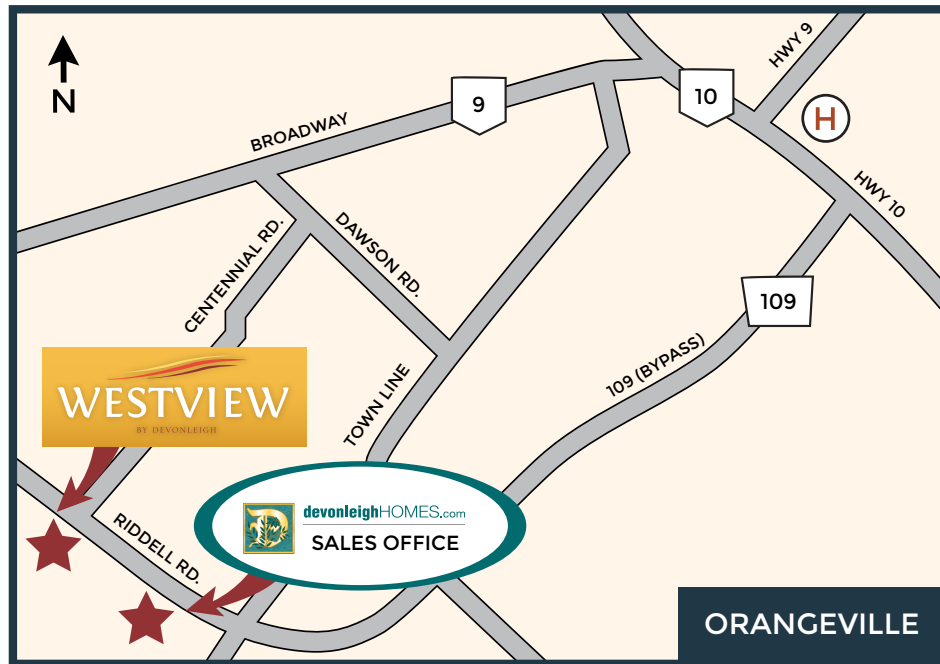 N
BROADWAY
9
10
HWY 9
H
HWY 10
CENTENNIAL RD.
DAWSON RD.
109
109 (BYPASS)
TOWN LINE
WESTVIEW
BY DEVONLEIGH
RIDDELL RD.
D
devonleighHOMES.com
SALES OFFICE
ORANGEVILLE